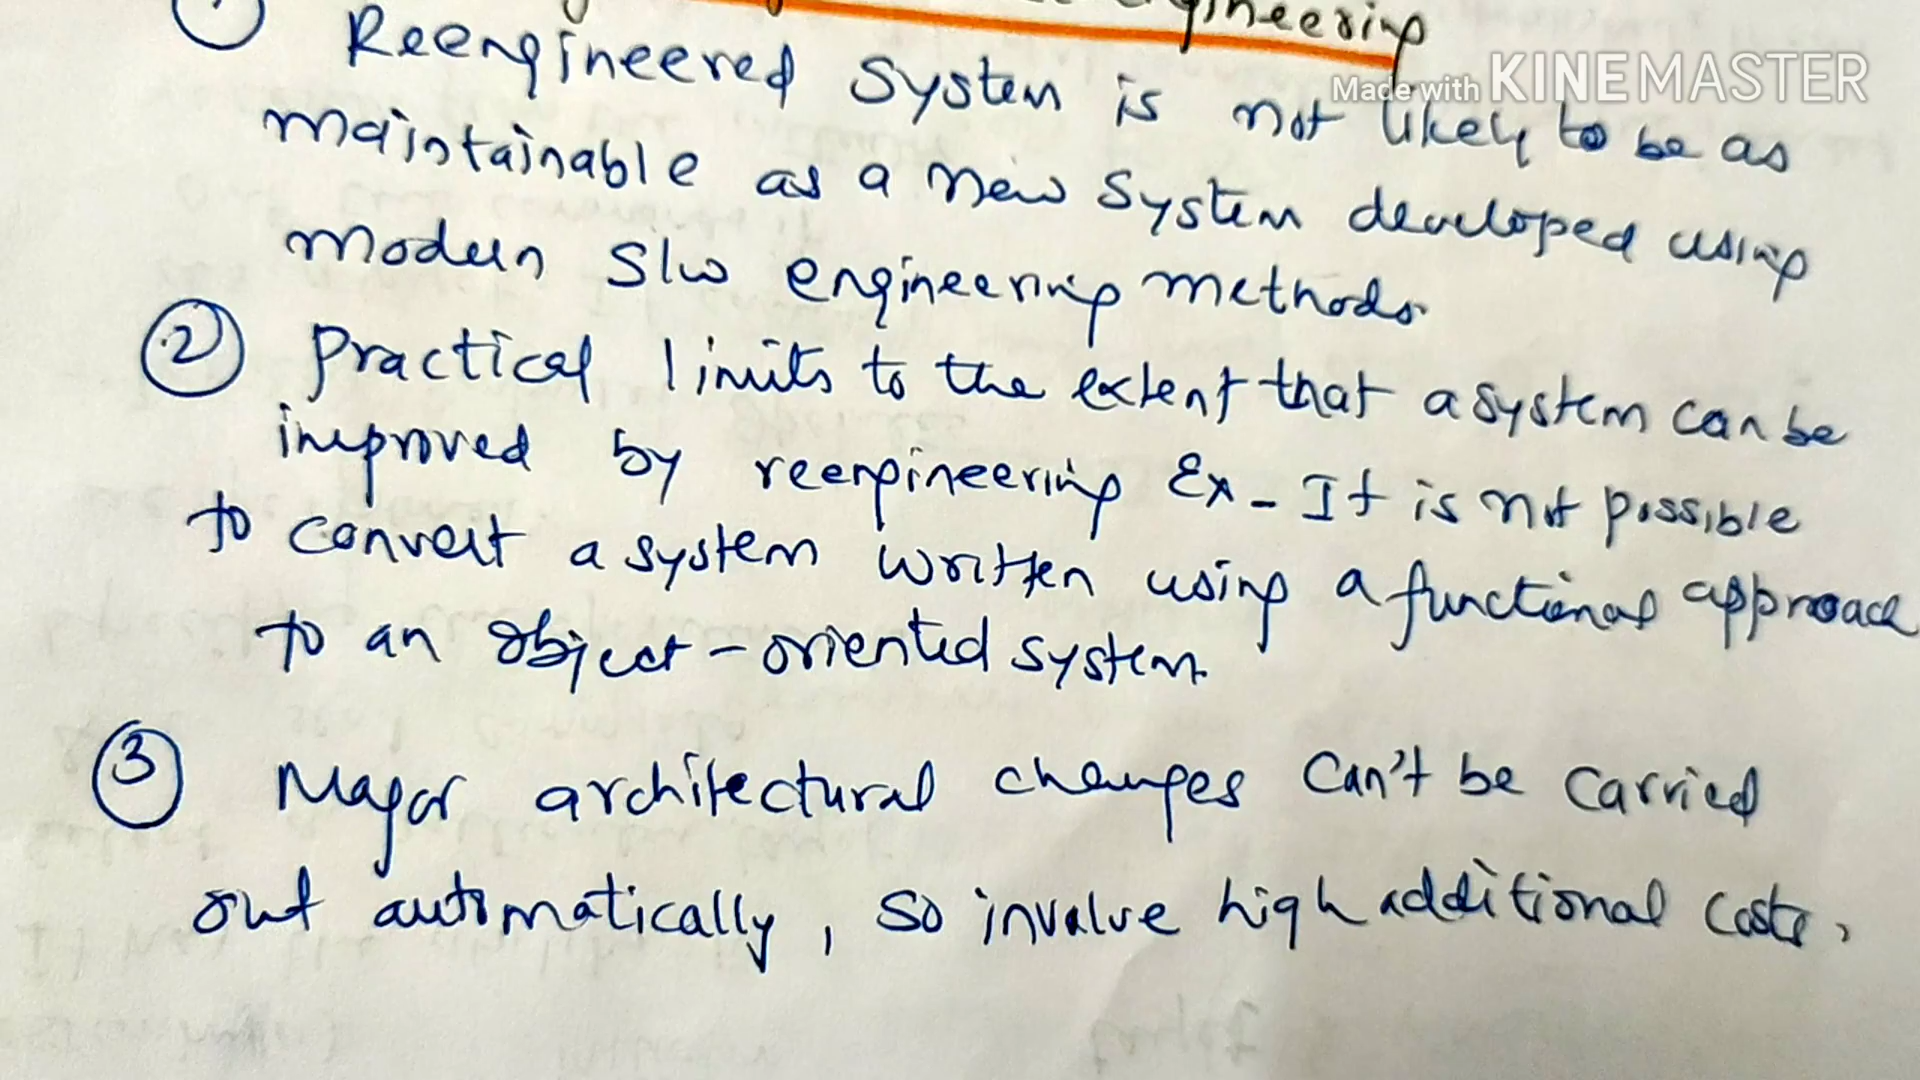 Reengineered System is not likely to be as
maintainable as a new System developed using
modern S/w engineering methods.
② Practical limits to the extent that a system can be
improved by reengineering Ex - It is not possible
to convert a system written using a functional approach
to an object-oriented system.
③ Major architectural changes can't be carried
out automatically, so involve high additional costs.
Made with KINEMASTER